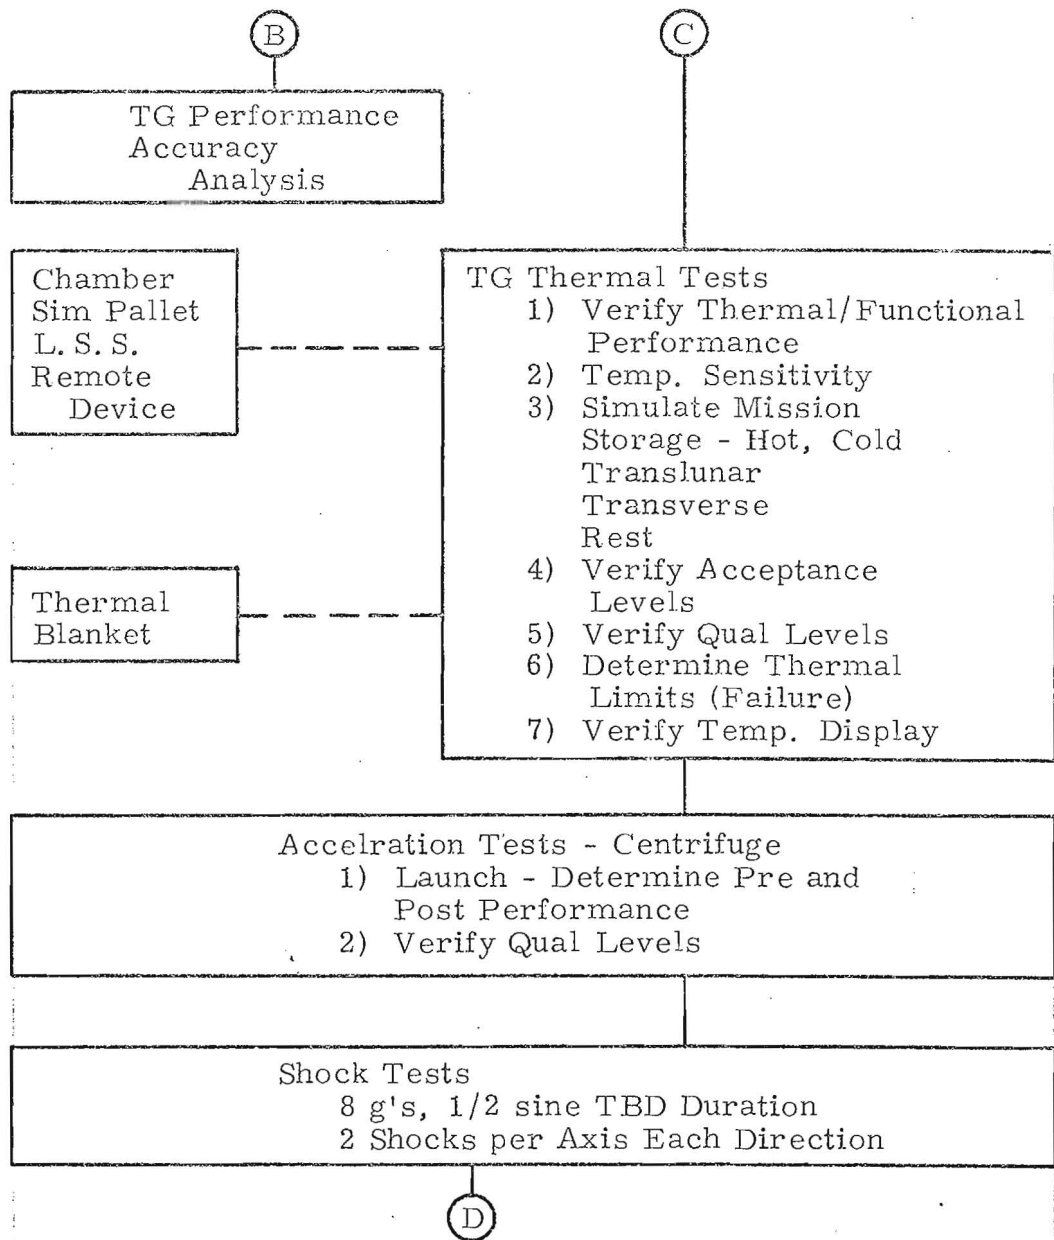 B
C
TG Performance
Accuracy
Analysis
Chamber
Sim Pallet
L. S. S.
Remote
Device
TG Thermal Tests
1) Verify Thermal/Functional
Performance
2) Temp. Sensitivity
3) Simulate Mission
Storage - Hot, Cold
Translunar
Transverse
Rest
4) Verify Acceptance
Levels
5) Verify Qual Levels
6) Determine Thermal
Limits (Failure)
7) Verify Temp. Display
Thermal
Blanket
Accelration Tests - Centrifuge
1) Launch - Determine Pre and
Post Performance
2) Verify Qual Levels
Shock Tests
8 g's, 1/2 sine TBD Duration
2 Shocks per Axis Each Direction
D